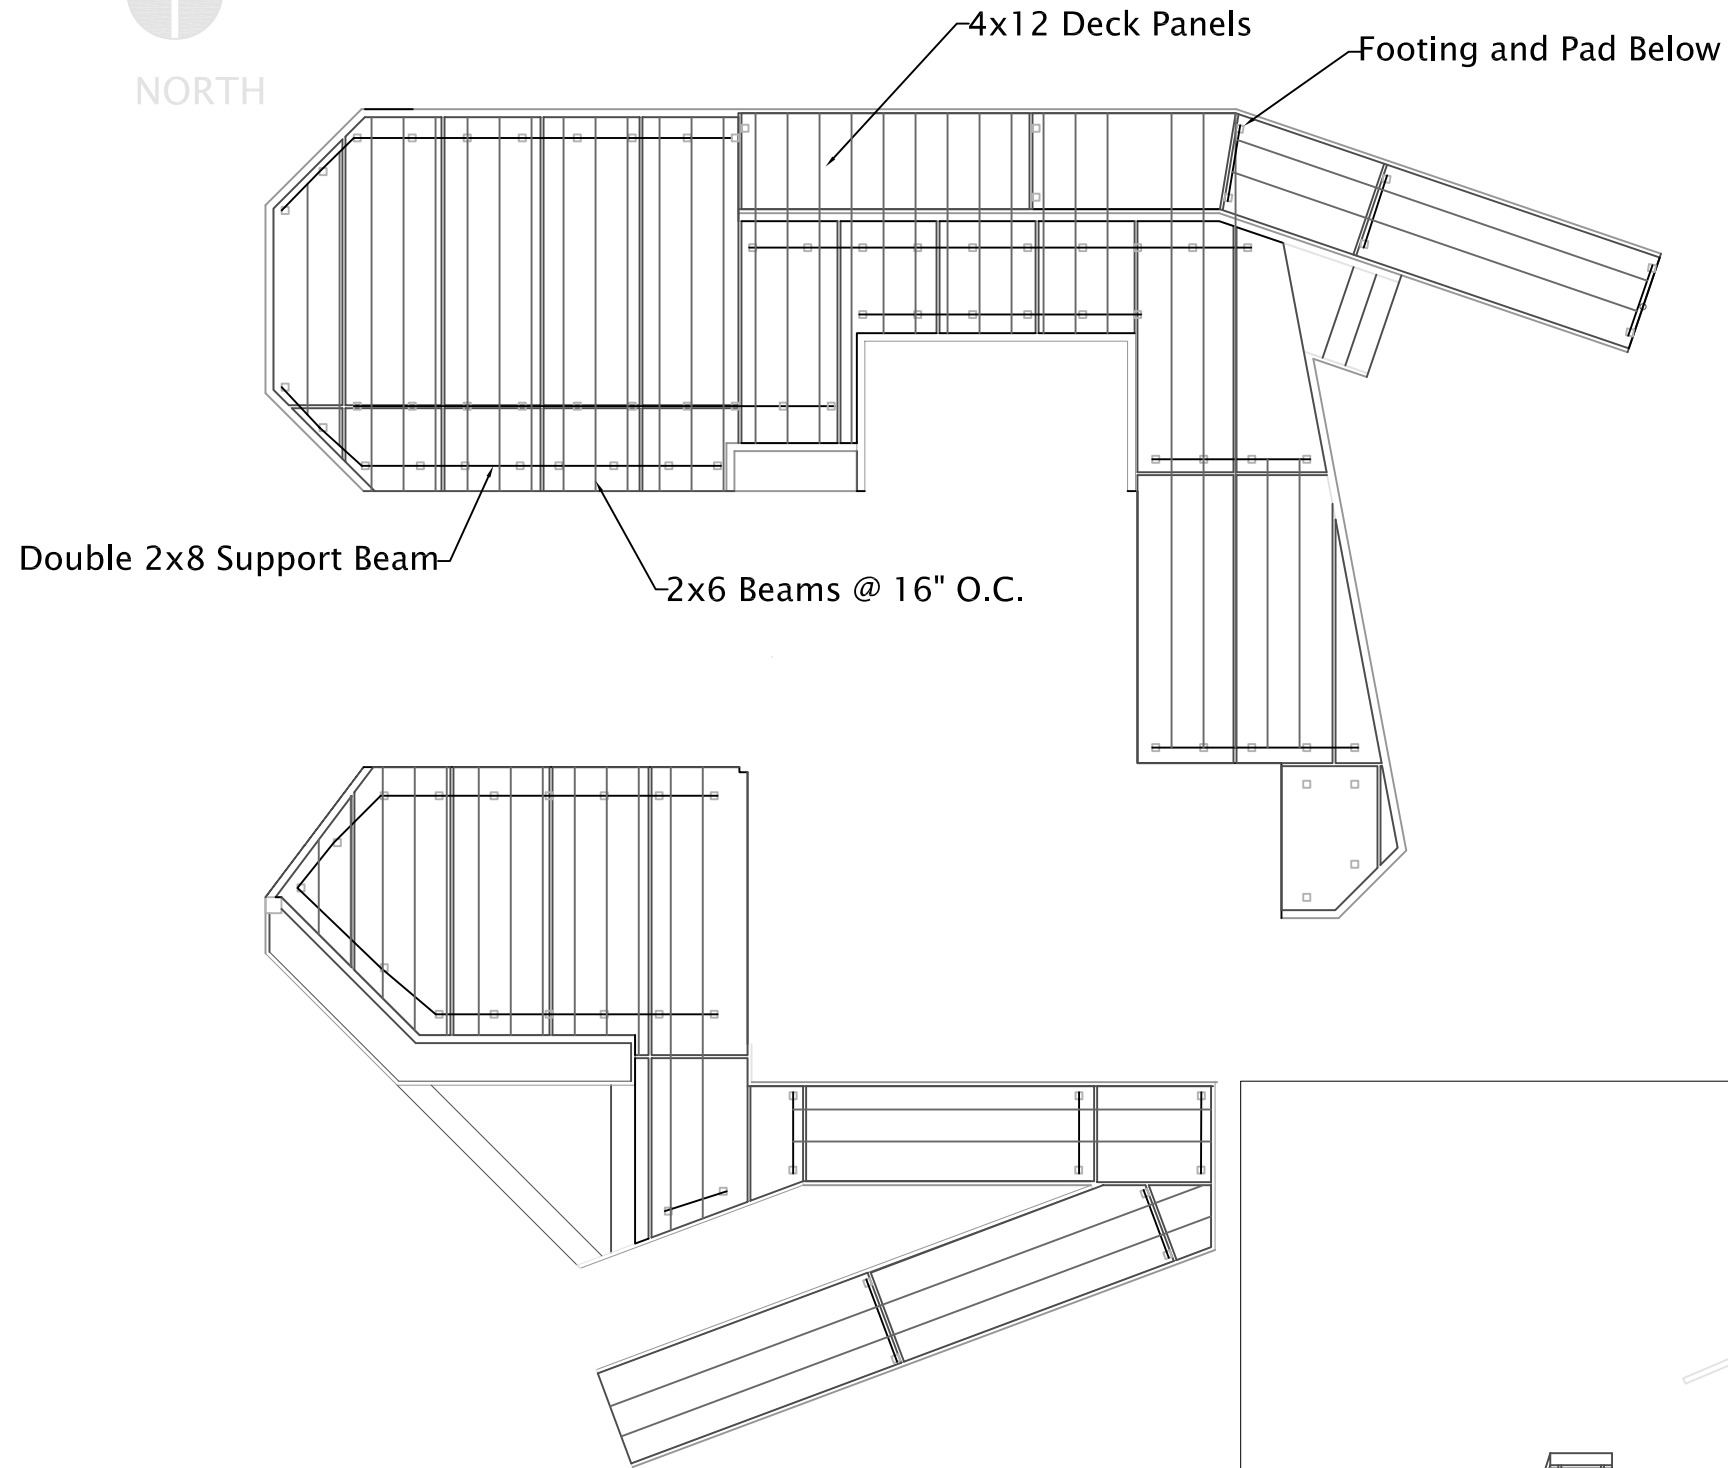 4x12 Deck Panels
Footing and Pad Below
NORTH
Double 2x8 Support Beam
2x6 Beams @ 16" O.C.